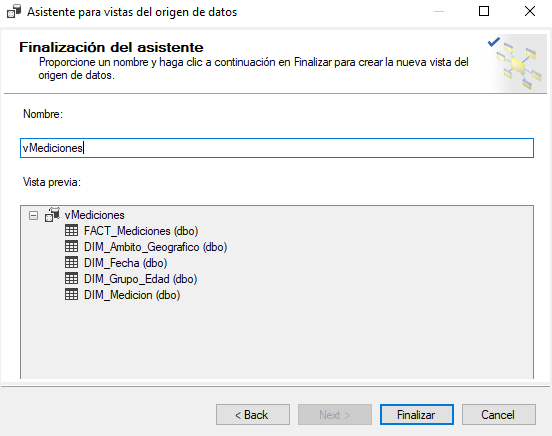 Asistente para vistas del origen de datos
Finalización del asistente
Proporcione un nombre y haga clic a continuación en Finalizar para crear la nueva vista del
origen de datos.
Nombre:
vMediciones
Vista previa:
vMediciones
FACT_Mediciones (dbo)
DIM_Ambito_Geografico (dbo)
DIM_Fecha (dbo)
DIM_Grupo_Edad (dbo)
DIM_Medicion (dbo)
< Back
Next >
Finalizar
Cancel